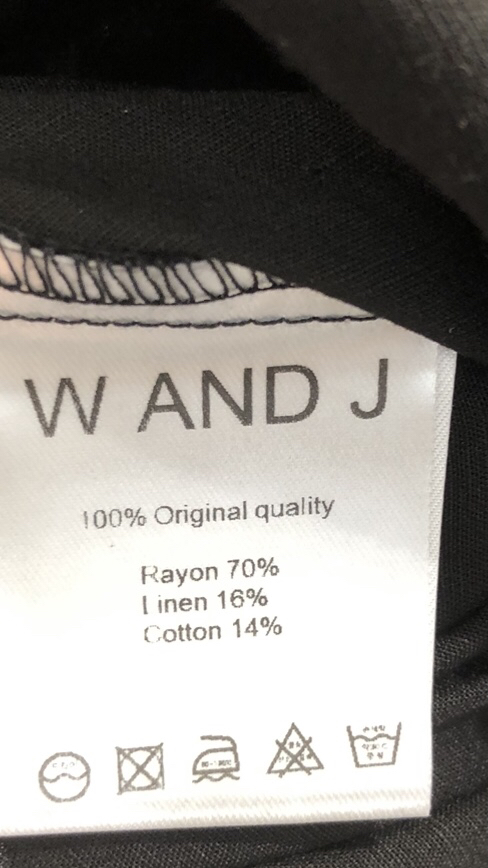 W AND J
100% Original quality
Rayon 70%
Linen 16%
Cotton 14%